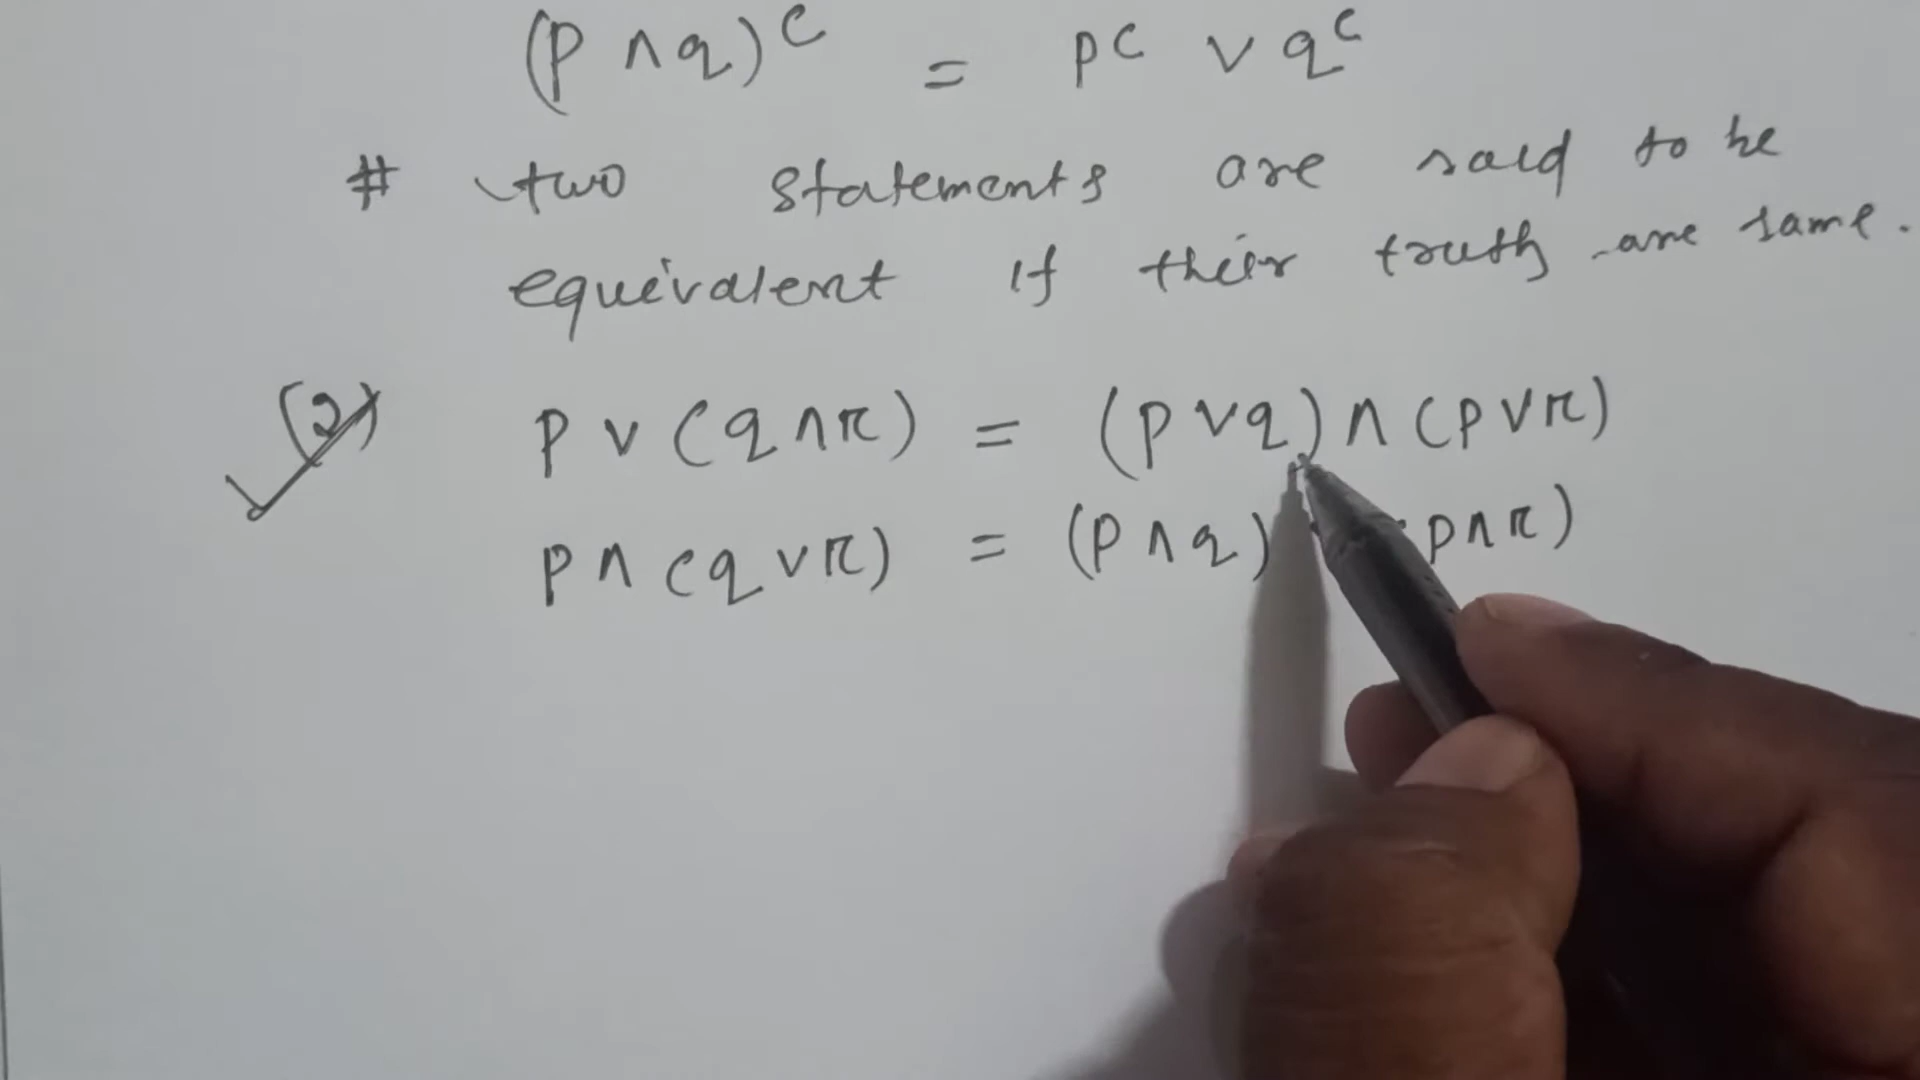 (p ∧ q)ᶜ = pᶜ ∨ qᶜ
# two statements are said to be
equivalent if their truth are same.
(2) p ∨ (q ∧ r) = (p ∨ q) ∧ (p ∨ r)
p ∧ (q ∨ r) = (p ∧ q) p ∧ r)